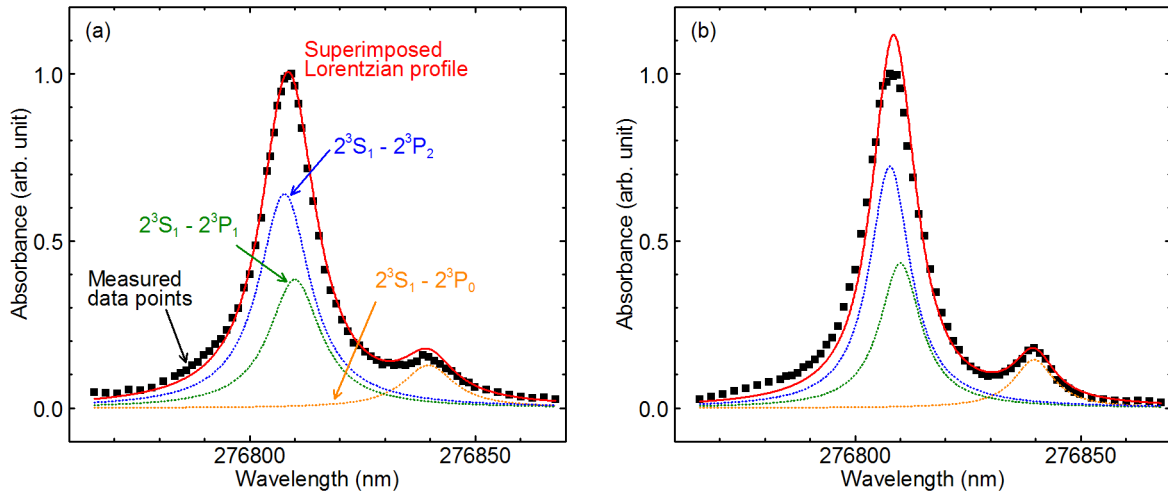 (a)
Superimposed
Lorentzian profile
2³S₁ - 2³P₂
2³S₁ - 2³P₁
2³S₁ - 2³P₀
Measured
data points
1.0
0.5
0.0
Absorbance (arb. unit)
276800
276850
Wavelength (nm)
(b)
1.0
0.5
0.0
Absorbance (arb. unit)
276800
276850
Wavelength (nm)